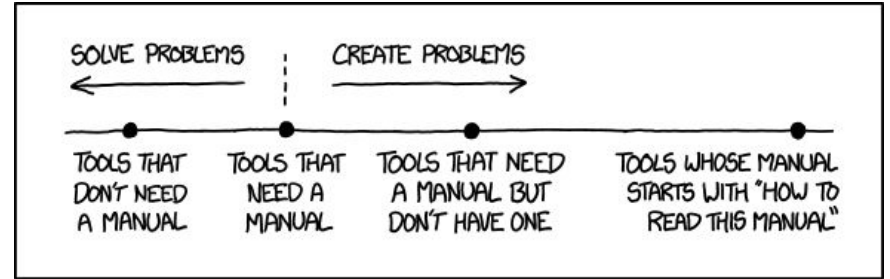 SOLVE PROBLEMS
CREATE PROBLEMS
TOOLS THAT
DON'T NEED
A MANUAL
TOOLS THAT
NEED A
MANUAL
TOOLS THAT NEED
A MANUAL BUT
DON'T HAVE ONE
TOOLS WHOSE MANUAL
STARTS WITH "HOW TO
READ THIS MANUAL"